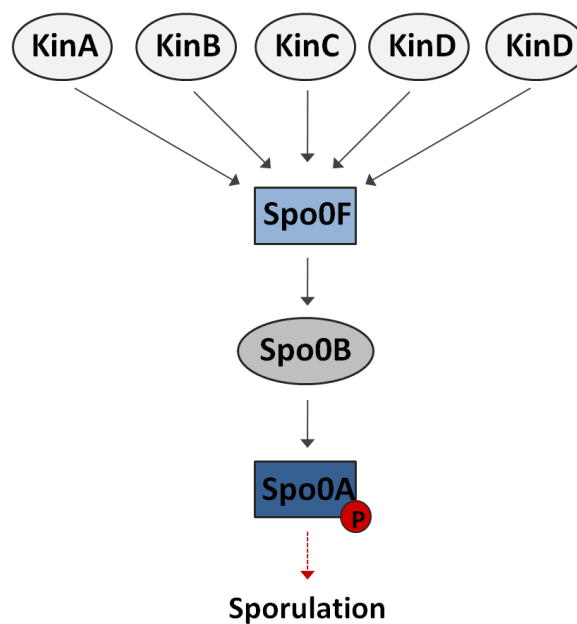 KinA KinB KinC KinD KinD
Spo0F
Spo0B
Spo0A
P
Sporulation